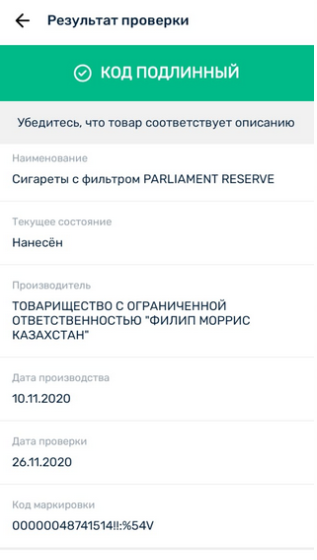 Результат проверки
КОД ПОДЛИННЫЙ
Убедитесь, что товар соответствует описанию
Наименование
Сигареты с фильтром PARLIAMENT RESERVE
Текущее состояние
Нанесён
Производитель
ТОВАРИЩЕСТВО С ОГРАНИЧЕННОЙ
ОТВЕТСТВЕННОСТЬЮ "ФИЛИП МОРРИС
КАЗАХСТАН"
Дата производства
10.11.2020
Дата проверки
26.11.2020
Код маркировки
00000048741514!!:%54V